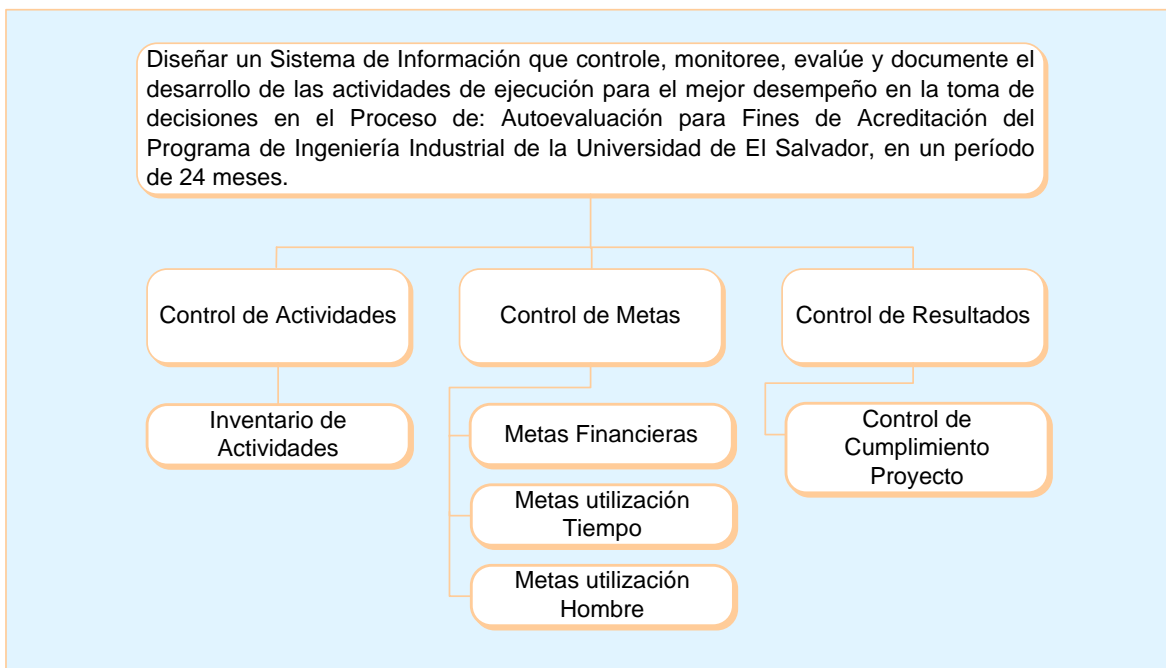 Diseñar un Sistema de Información que controle, monitoree, evalúe y documente el
desarrollo de las actividades de ejecución para el mejor desempeño en la toma de
decisiones en el Proceso de: Autoevaluación para Fines de Acreditación del
Programa de Ingeniería Industrial de la Universidad de El Salvador, en un período
de 24 meses.
Control de Actividades
Control de Metas
Control de Resultados
Inventario de
Actividades
Metas Financieras
Metas utilización
Tiempo
Metas utilización
Hombre
Control de
Cumplimiento
Proyecto